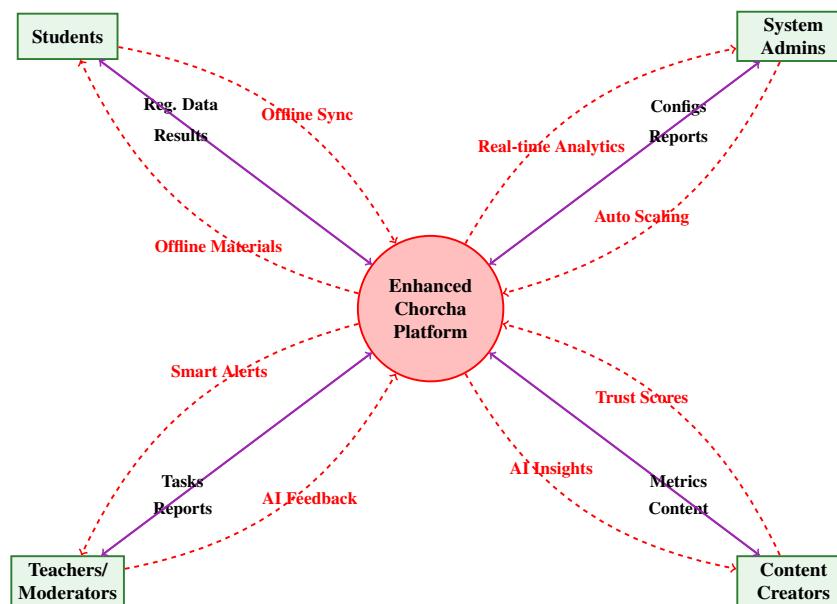 Students
System
Admins
Reg. Data
Results
Offline Sync
Configs
Reports
Real-time Analytics
Auto Scaling
Offline Materials
Enhanced
Chorcha
Platform
Smart Alerts
Trust Scores
Tasks
Reports
AI Feedback
AI Insights
Metrics
Content
Teachers/
Moderators
Content
Creators